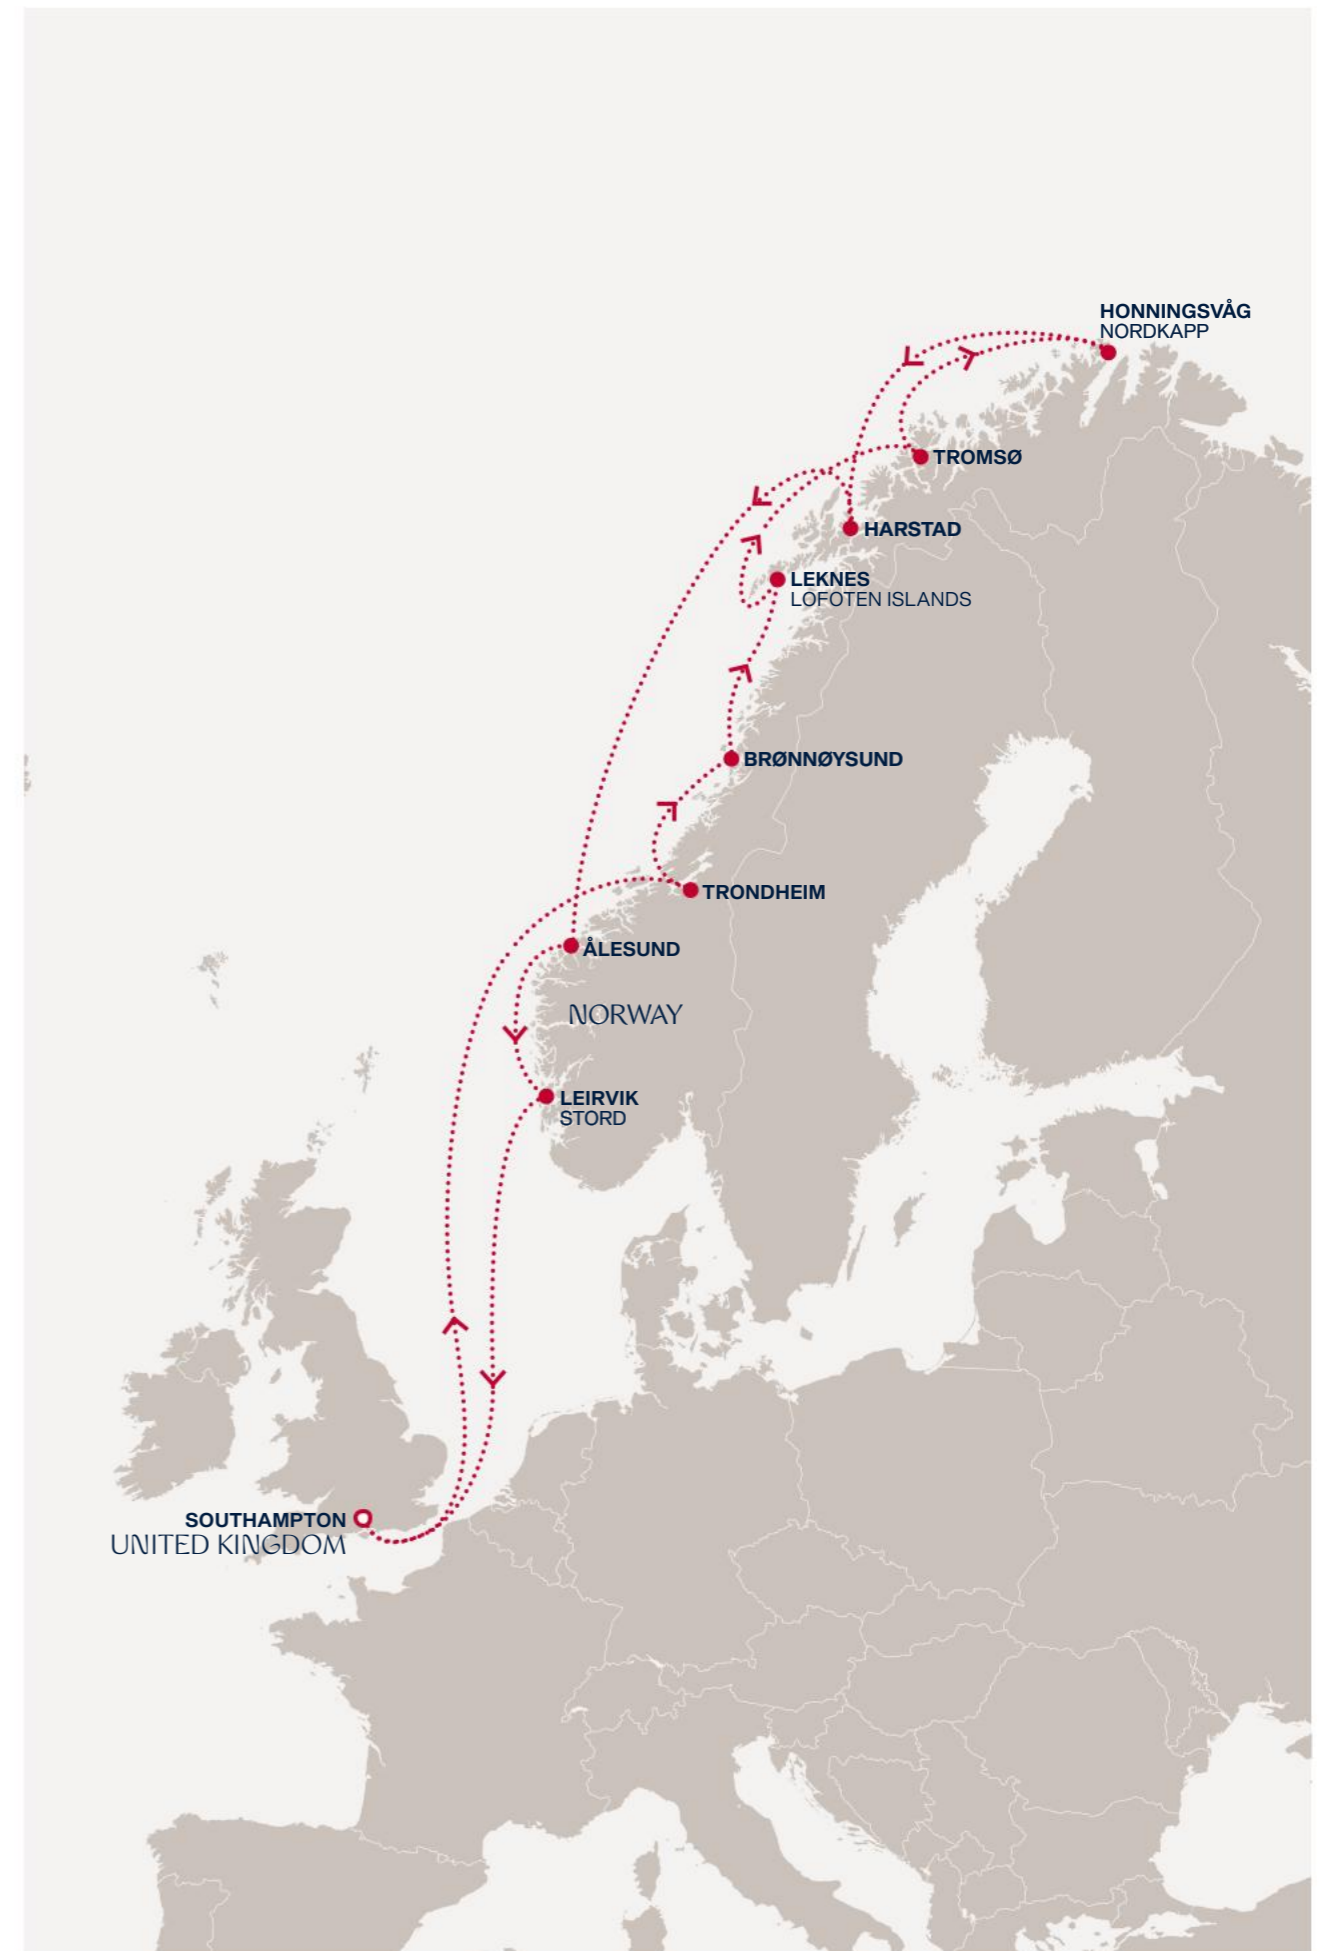 HONNINGSVÅG
NORDKAPP
TROMSØ
HARSTAD
LEKNES
LOFOTEN ISLANDS
BRØNNØYSUND
TRONDHEIM
ÅLESUND
NORWAY
LEIRVIK
STORD
SOUTHAMPTON
UNITED KINGDOM